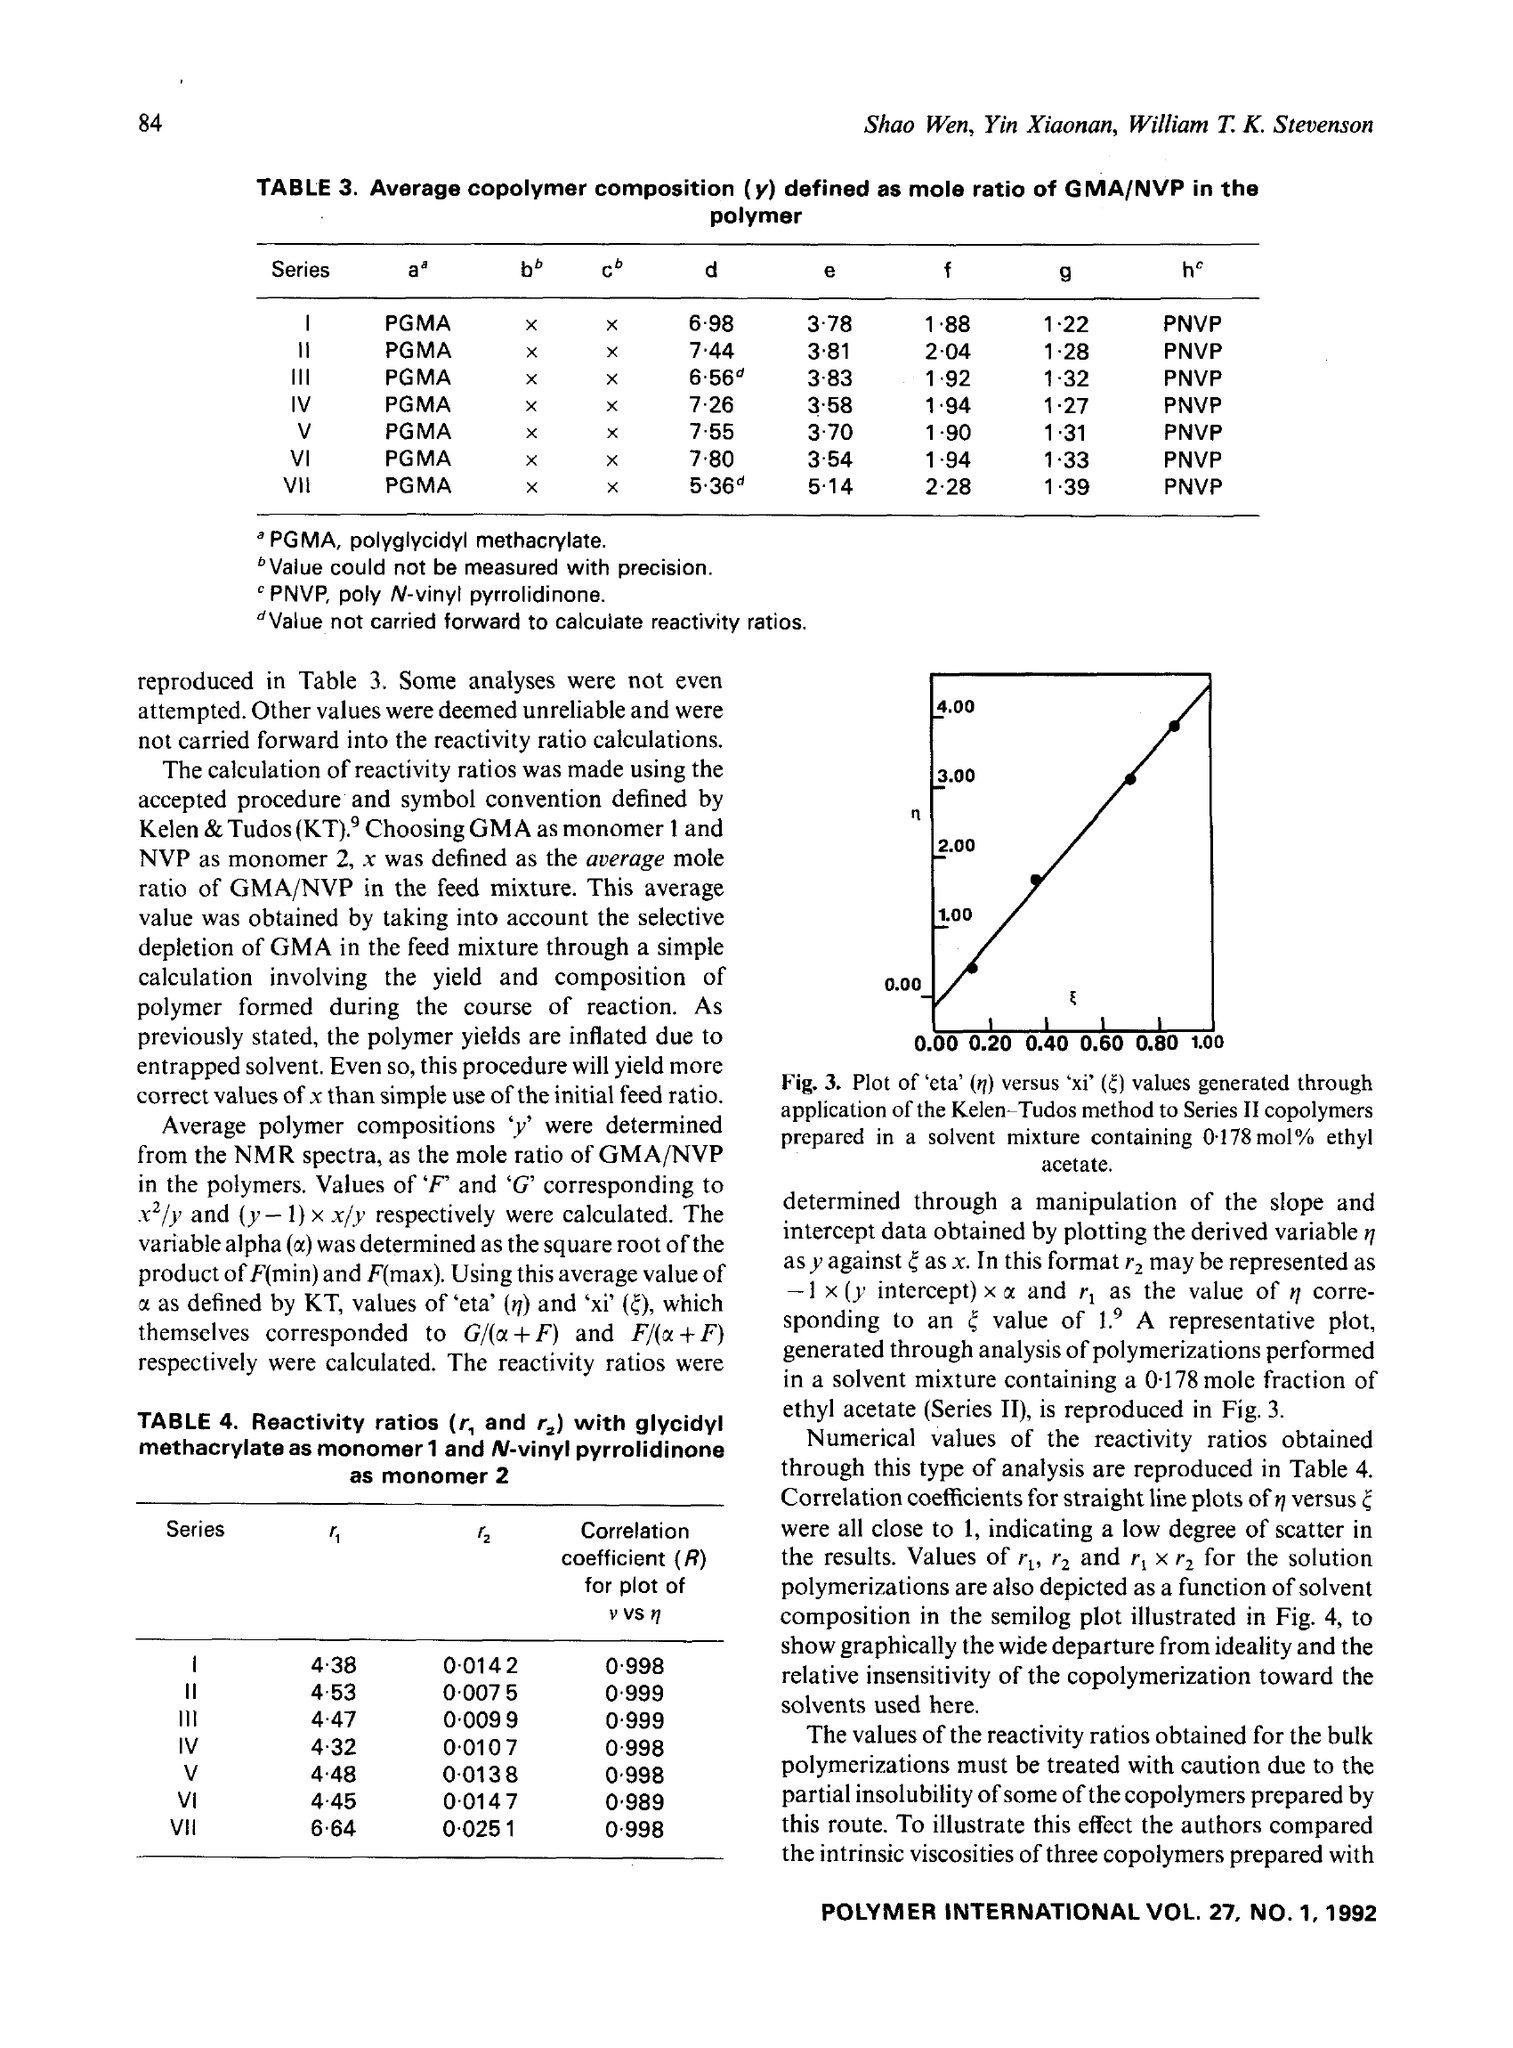 84
Shao Wen, Yin Xiaonan, William T. K. Stevenson
TABLE 3. Average copolymer composition (y) defined as mole ratio of GMA/NVP in the
polymer
Series a^a b^b c^b d e f g h^c
I PGMA × × 6·98 3·78 1·88 1·22 PNVP
II PGMA × × 7·44 3·81 2·04 1·28 PNVP
III PGMA × × 6·56^d 3·83 1·92 1·32 PNVP
IV PGMA × × 7·26 3·58 1·94 1·27 PNVP
V PGMA × × 7·55 3·70 1·90 1·31 PNVP
VI PGMA × × 7·80 3·54 1·94 1·33 PNVP
VII PGMA × × 5·36^d 5·14 2·28 1·39 PNVP
^a PGMA, polyglycidyl methacrylate.
^b Value could not be measured with precision.
^c PNVP, poly N-vinyl pyrrolidinone.
^d Value not carried forward to calculate reactivity ratios.
reproduced in Table 3. Some analyses were not even
attempted. Other values were deemed unreliable and were
not carried forward into the reactivity ratio calculations.
The calculation of reactivity ratios was made using the
accepted procedure and symbol convention defined by
Kelen & Tudos (KT).⁹ Choosing GMA as monomer 1 and
NVP as monomer 2, x was defined as the average mole
ratio of GMA/NVP in the feed mixture. This average
value was obtained by taking into account the selective
depletion of GMA in the feed mixture through a simple
calculation involving the yield and composition of
polymer formed during the course of reaction. As
previously stated, the polymer yields are inflated due to
entrapped solvent. Even so, this procedure will yield more
correct values of x than simple use of the initial feed ratio.
Average polymer compositions ‘y’ were determined
from the NMR spectra, as the mole ratio of GMA/NVP
in the polymers. Values of ‘F’ and ‘G’ corresponding to
x²/y and (y − 1) × x/y respectively were calculated. The
variable alpha (α) was determined as the square root of the
product of F(min) and F(max). Using this average value of
α as defined by KT, values of ‘eta’ (η) and ‘xi’ (ξ), which
themselves corresponded to G/(α + F) and F/(α + F)
respectively were calculated. The reactivity ratios were
TABLE 4. Reactivity ratios (r₁ and r₂) with glycidyl
methacrylate as monomer 1 and N-vinyl pyrrolidinone
as monomer 2
Series r₁ r₂ Correlation
coefficient (R)
for plot of
ν vs η
I 4·38 0·0142 0·998
II 4·53 0·0075 0·999
III 4·47 0·0099 0·999
IV 4·32 0·0107 0·998
V 4·48 0·0138 0·998
VI 4·45 0·0147 0·989
VII 6·64 0·0251 0·998
4.00
3.00
η
2.00
1.00
0.00
ξ
0.00 0.20 0.40 0.60 0.80 1.00
Fig. 3. Plot of ‘eta’ (η) versus ‘xi’ (ξ) values generated through
application of the Kelen–Tudos method to Series II copolymers
prepared in a solvent mixture containing 0·178 mol% ethyl
acetate.
determined through a manipulation of the slope and
intercept data obtained by plotting the derived variable η
as y against ξ as x. In this format r₂ may be represented as
−1 × (y intercept) × α and r₁ as the value of η corre-
sponding to an ξ value of 1.⁹ A representative plot,
generated through analysis of polymerizations performed
in a solvent mixture containing a 0·178 mole fraction of
ethyl acetate (Series II), is reproduced in Fig. 3.
Numerical values of the reactivity ratios obtained
through this type of analysis are reproduced in Table 4.
Correlation coefficients for straight line plots of η versus ξ
were all close to 1, indicating a low degree of scatter in
the results. Values of r₁, r₂ and r₁ × r₂ for the solution
polymerizations are also depicted as a function of solvent
composition in the semilog plot illustrated in Fig. 4, to
show graphically the wide departure from ideality and the
relative insensitivity of the copolymerization toward the
solvents used here.
The values of the reactivity ratios obtained for the bulk
polymerizations must be treated with caution due to the
partial insolubility of some of the copolymers prepared by
this route. To illustrate this effect the authors compared
the intrinsic viscosities of three copolymers prepared with
POLYMER INTERNATIONAL VOL. 27, NO. 1, 1992